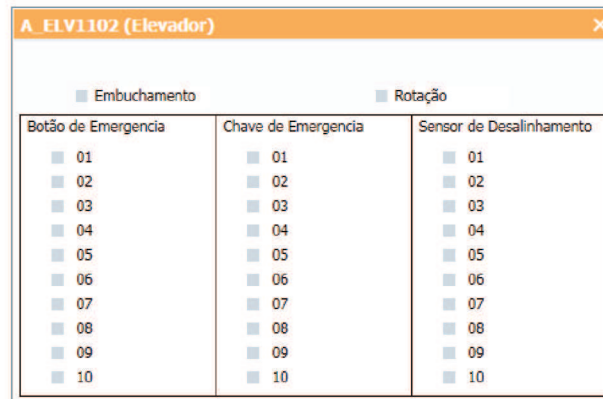 A_ELV1102 (Elevador)
Embuchamento Rotação
Botão de Emergencia Chave de Emergencia Sensor de Desalinhamento
01 01 01
02 02 02
03 03 03
04 04 04
05 05 05
06 06 06
07 07 07
08 08 08
09 09 09
10 10 10